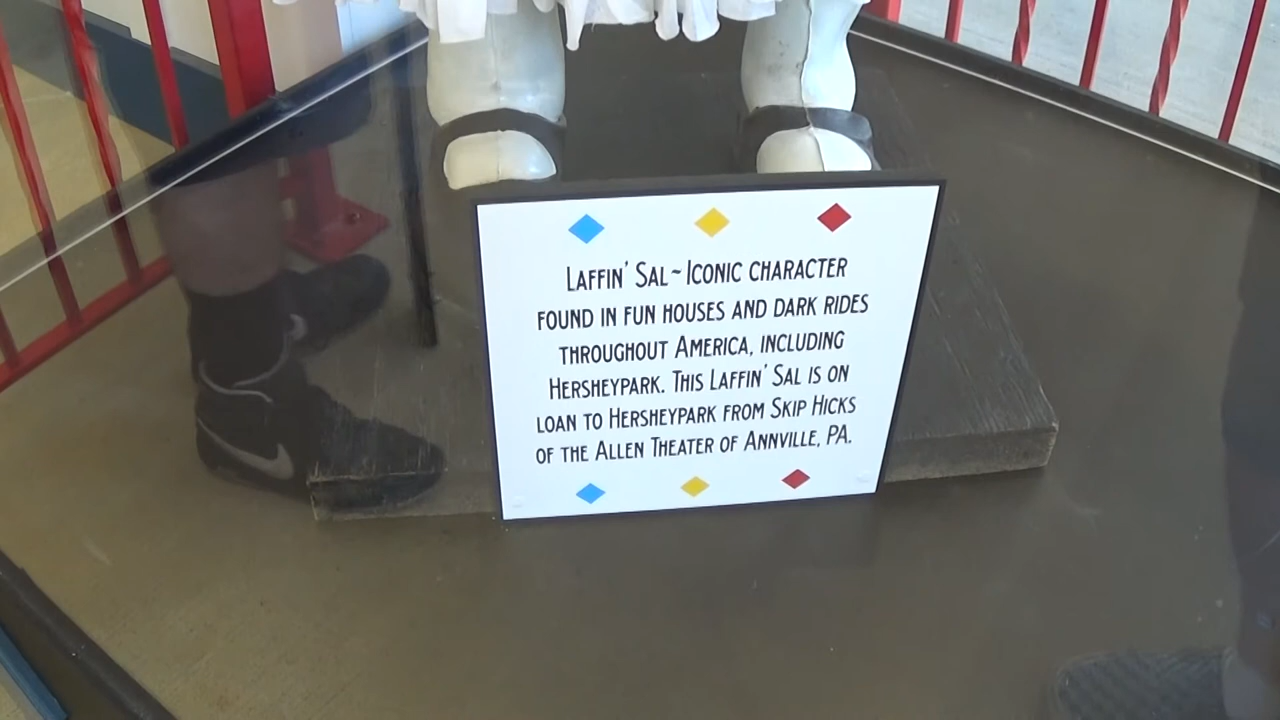 Laffin' Sal~Iconic character
found in fun houses and dark rides
throughout America, including
Hersheypark. This Laffin' Sal is on
loan to Hersheypark from Skip Hicks
of the Allen Theater of Annville, PA.